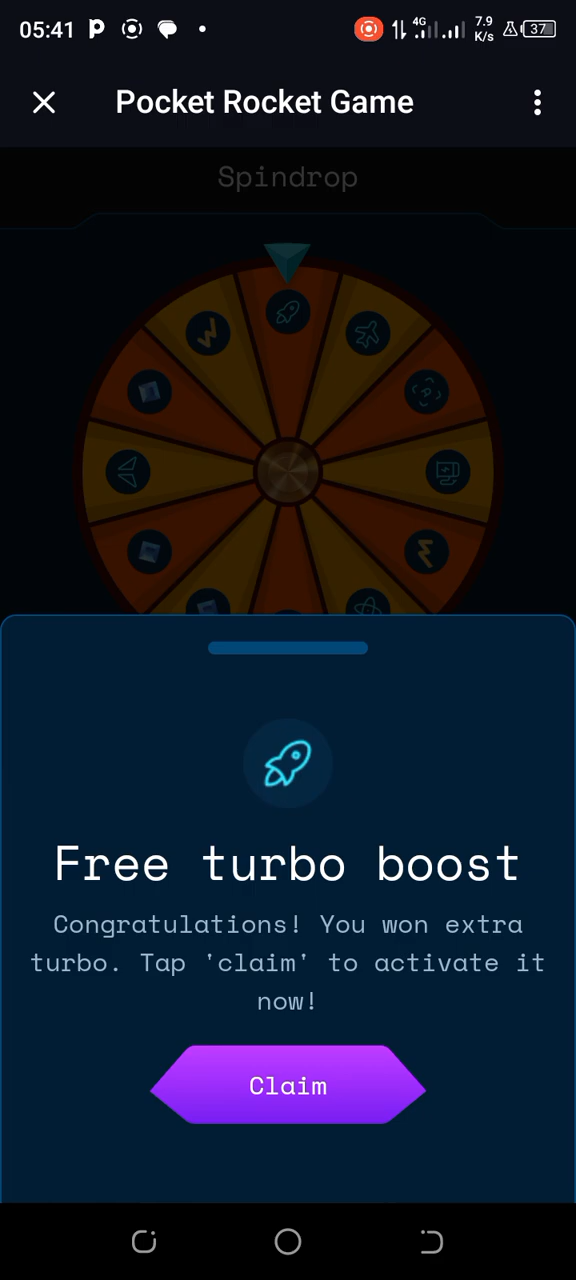 05:41 4G 7.9 K/s 37
Pocket Rocket Game
Spindrop
Free turbo boost
Congratulations! You won extra
turbo. Tap 'claim' to activate it
now!
Claim